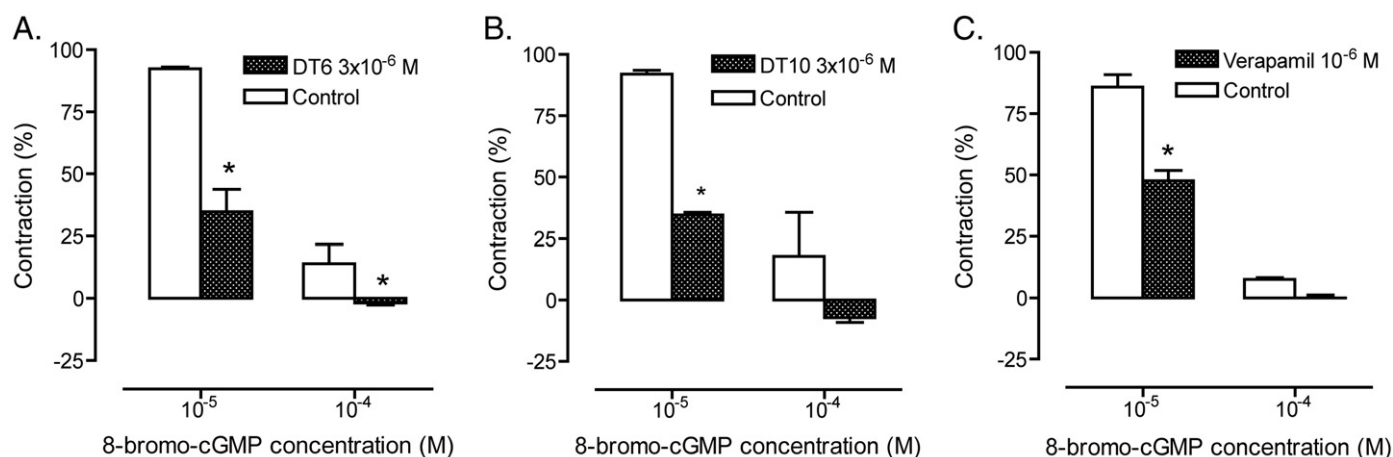 A.
DT6 3x10⁻⁶ M
Control
Contraction (%)
100
75
50
25
0
-25
*
*
10⁻⁵
10⁻⁴
8-bromo-cGMP concentration (M)
B.
DT10 3x10⁻⁶ M
Control
Contraction (%)
100
75
50
25
0
-25
*
10⁻⁵
10⁻⁴
8-bromo-cGMP concentration (M)
C.
Verapamil 10⁻⁶ M
Control
Contraction (%)
100
75
50
25
0
-25
*
10⁻⁵
10⁻⁴
8-bromo-cGMP concentration (M)